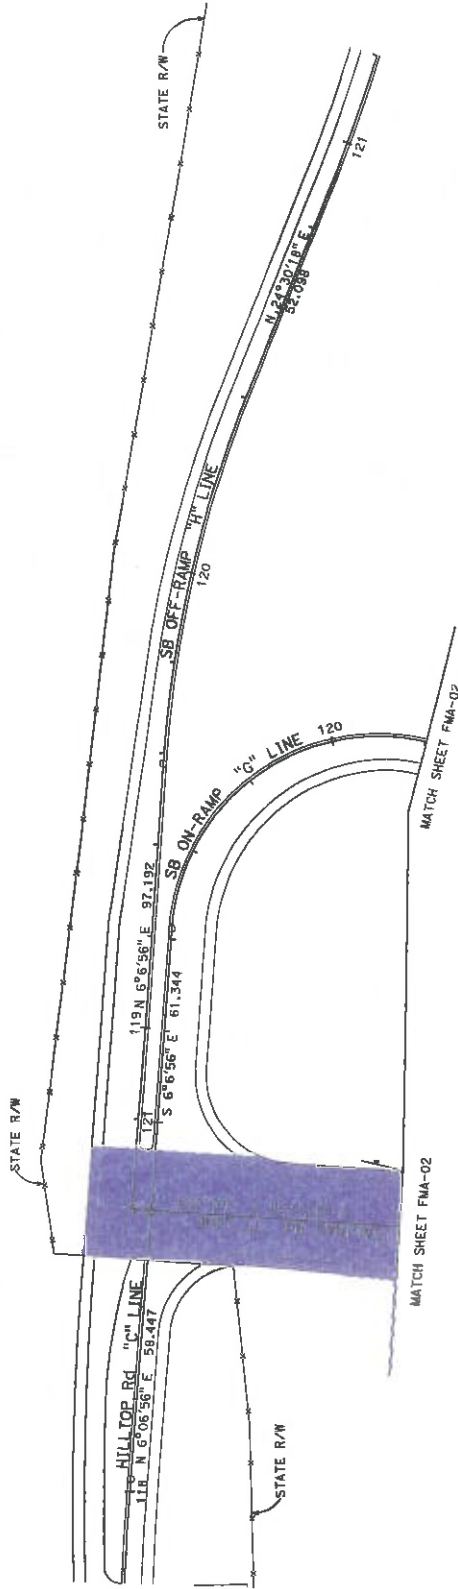 STATE R/W
121
N 24°30'18" E
52.098
SB OFF-RAMP "H" LINE
120
SB ON-RAMP "G" LINE
120
MATCH SHEET FMA-02
119 N 6°6'56" E 97.192
S 6°6'56" E 61.344
121
STATE R/W
MATCH SHEET FMA-02
HILLTOP Rd "C" LINE
118 N 6°06'56" E 58.447
STATE R/W